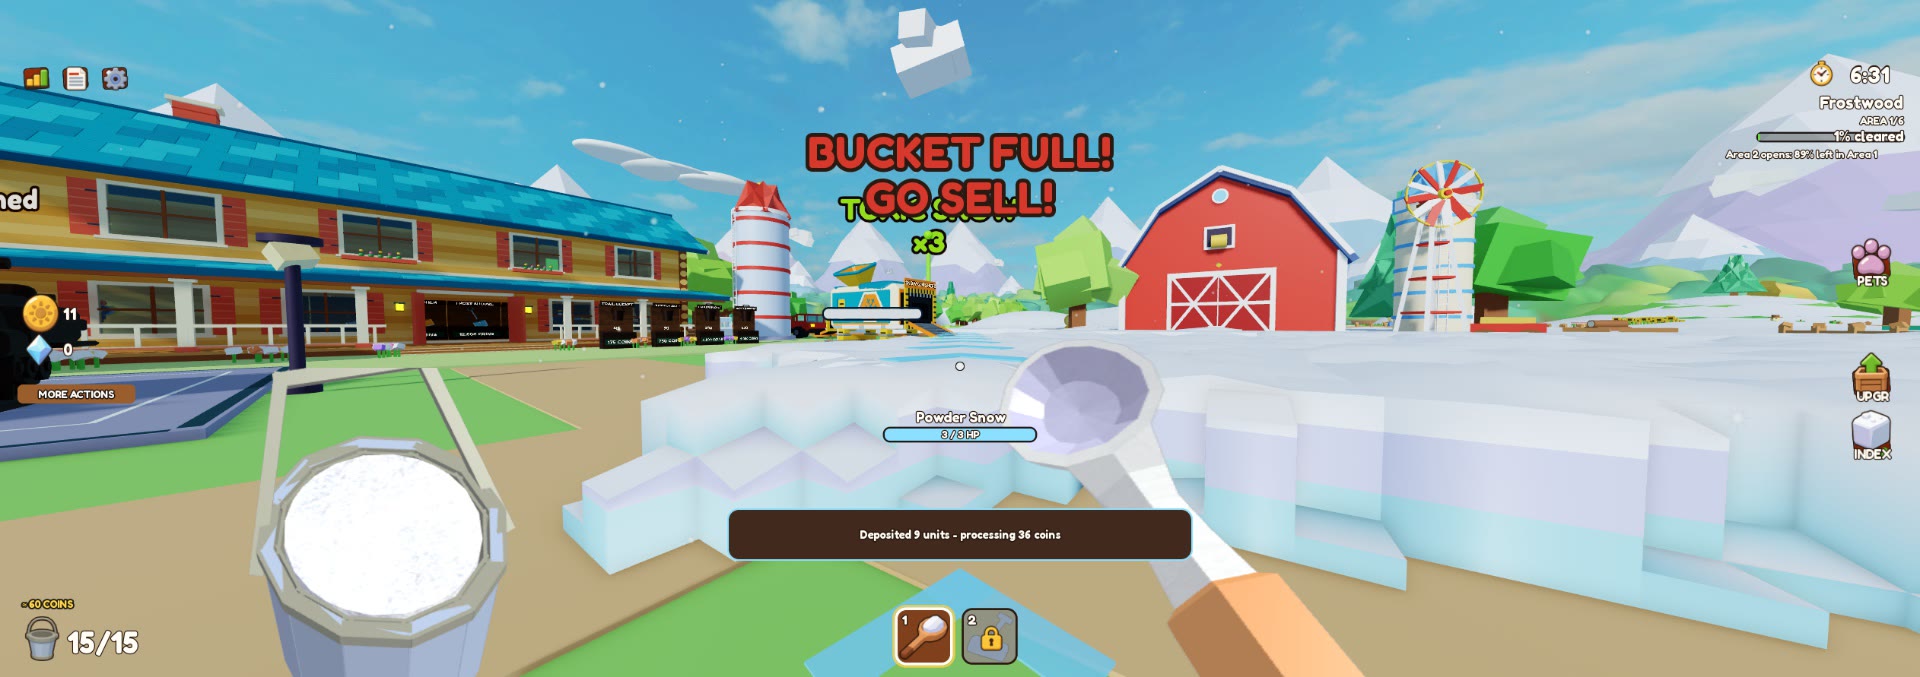 6:31
Frostwood
AREA 1/6
1% cleared
Area 2 opens: 89% left in Area 1
BUCKET FULL!
GO SELL!
x3
11
0
MORE ACTIONS
PETS
UPGR
INDEX
Powder Snow
3 / 3 HP
Deposited 9 units - processing 36 coins
~60 COINS
15/15
1
2